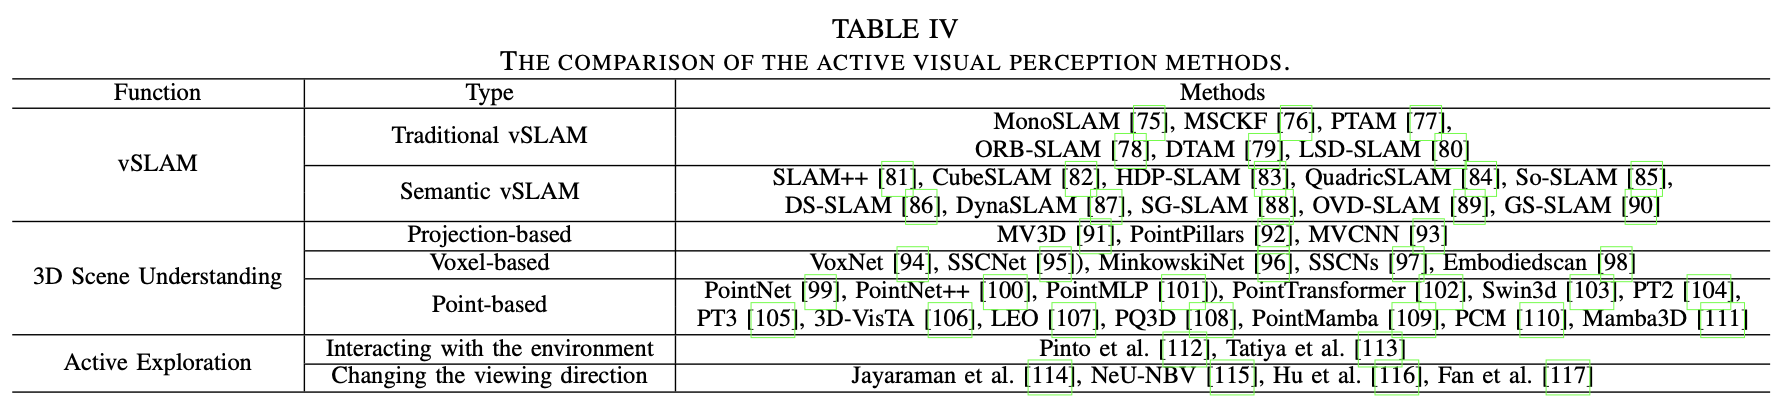 TABLE IV
THE COMPARISON OF THE ACTIVE VISUAL PERCEPTION METHODS.
Function Type Methods
vSLAM
Traditional vSLAM
MonoSLAM [75], MSCKF [76], PTAM [77],
ORB-SLAM [78], DTAM [79], LSD-SLAM [80]
Semantic vSLAM
SLAM++ [81], CubeSLAM [82], HDP-SLAM [83], QuadricSLAM [84], So-SLAM [85],
DS-SLAM [86], DynaSLAM [87], SG-SLAM [88], OVD-SLAM [89], GS-SLAM [90]
3D Scene Understanding
Projection-based MV3D [91], PointPillars [92], MVCNN [93]
Voxel-based VoxNet [94], SSCNet [95]), MinkowskiNet [96], SSCNs [97], Embodiedscan [98]
Point-based
PointNet [99], PointNet++ [100], PointMLP [101]), PointTransformer [102], Swin3d [103], PT2 [104],
PT3 [105], 3D-VisTA [106], LEO [107], PQ3D [108], PointMamba [109], PCM [110], Mamba3D [111]
Active Exploration
Interacting with the environment Pinto et al. [112], Tatiya et al. [113]
Changing the viewing direction Jayaraman et al. [114], NeU-NBV [115], Hu et al. [116], Fan et al. [117]